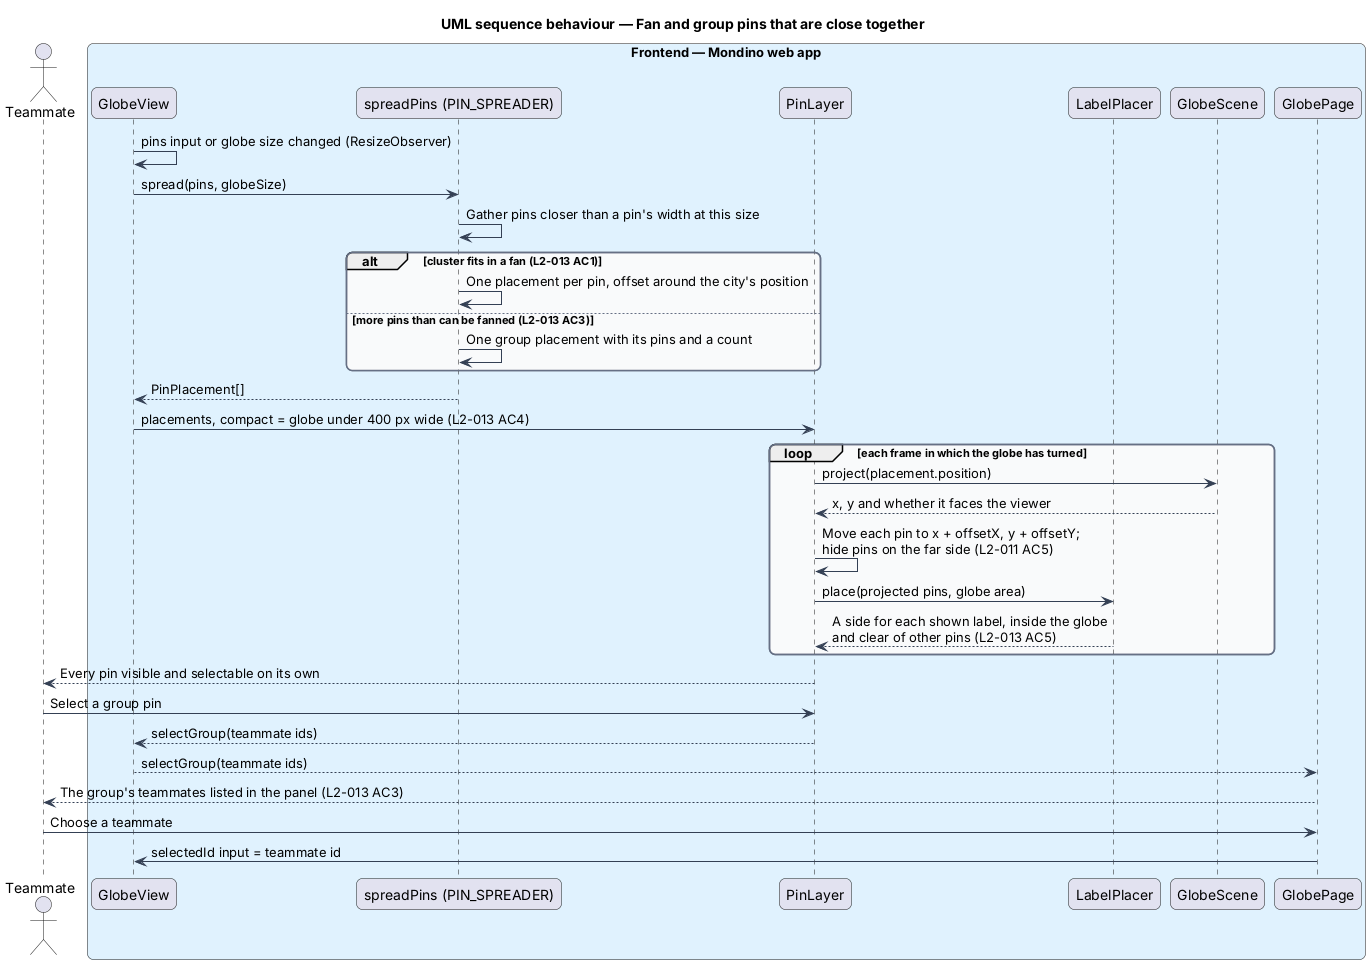 UML sequence behaviour — Fan and group pins that are close together
Frontend — Mondino web app
Teammate
GlobeView
spreadPins (PIN_SPREADER)
PinLayer
LabelPlacer
GlobeScene
GlobePage
pins input or globe size changed (ResizeObserver)
spread(pins, globeSize)
Gather pins closer than a pin's width at this size
alt
[cluster fits in a fan (L2-013 AC1)]
One placement per pin, offset around the city's position
[more pins than can be fanned (L2-013 AC3)]
One group placement with its pins and a count
PinPlacement[]
placements, compact = globe under 400 px wide (L2-013 AC4)
loop
[each frame in which the globe has turned]
project(placement.position)
x, y and whether it faces the viewer
Move each pin to x + offsetX, y + offsetY;
hide pins on the far side (L2-011 AC5)
place(projected pins, globe area)
A side for each shown label, inside the globe
and clear of other pins (L2-013 AC5)
Every pin visible and selectable on its own
Select a group pin
selectGroup(teammate ids)
selectGroup(teammate ids)
The group's teammates listed in the panel (L2-013 AC3)
Choose a teammate
selectedId input = teammate id
Teammate
GlobeView
spreadPins (PIN_SPREADER)
PinLayer
LabelPlacer
GlobeScene
GlobePage